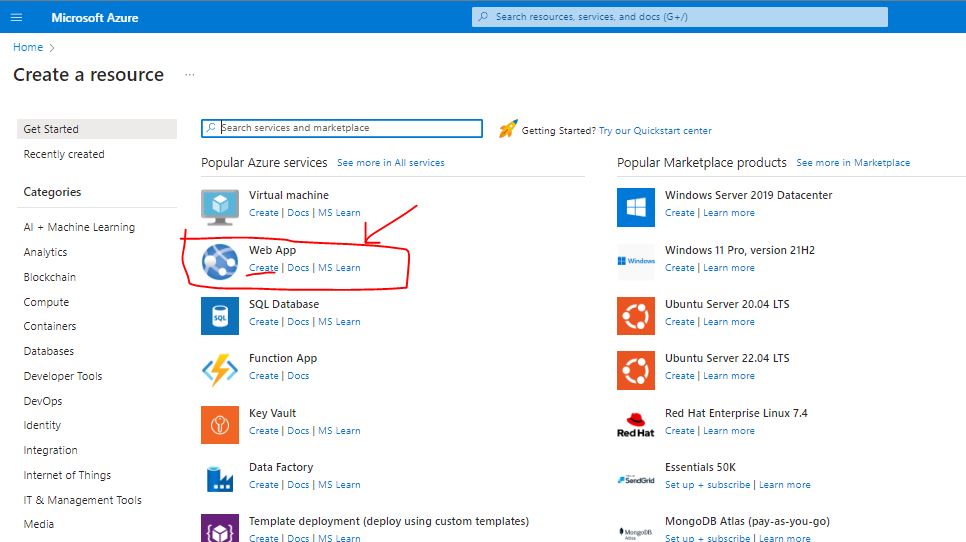 Microsoft Azure
Search resources, services, and docs (G+/)
Home >
Create a resource ...
Get Started
Recently created
Categories
AI + Machine Learning
Analytics
Blockchain
Compute
Containers
Databases
Developer Tools
DevOps
Identity
Integration
Internet of Things
IT & Management Tools
Media
Search services and marketplace
Getting Started? Try our Quickstart center
Popular Azure services See more in All services
Virtual machine
Create | Docs | MS Learn
Web App
Create | Docs | MS Learn
SQL
SQL Database
Create | Docs | MS Learn
Function App
Create | Docs
Key Vault
Create | Docs | MS Learn
Data Factory
Create | Docs | MS Learn
Template deployment (deploy using custom templates)
Create | Docs | MS Learn
Popular Marketplace products See more in Marketplace
Windows Server 2019 Datacenter
Create | Learn more
Windows
Windows 11 Pro, version 21H2
Create | Learn more
Ubuntu Server 20.04 LTS
Create | Learn more
Ubuntu Server 22.04 LTS
Create | Learn more
Red Hat
Red Hat Enterprise Linux 7.4
Create | Learn more
SendGrid
Essentials 50K
Set up + subscribe | Learn more
MongoDB
Atlas
MongoDB Atlas (pay-as-you-go)
Set up + subscribe | Learn more